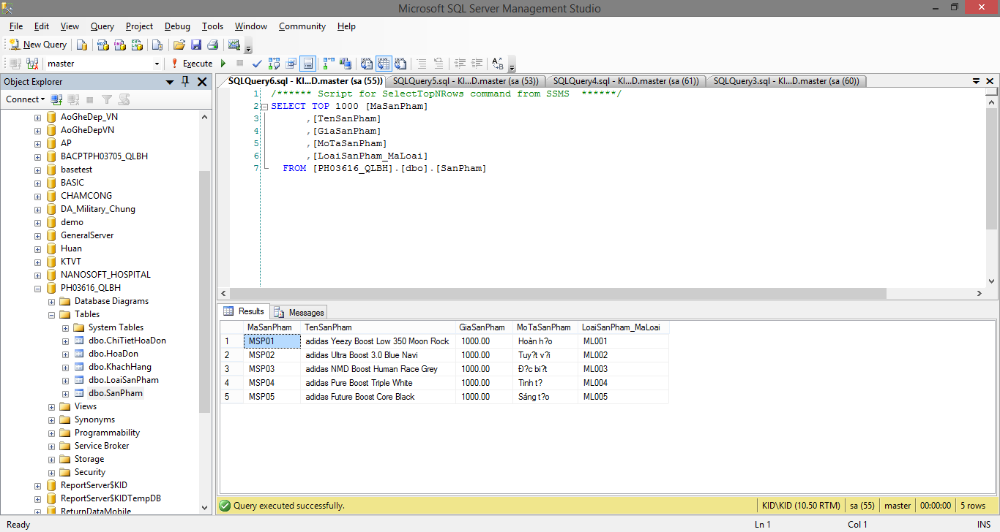 Microsoft SQL Server Management Studio
File Edit View Query Project Debug Tools Window Community Help
New Query
master Execute
Object Explorer
Connect
AoGheDep_VN
AoGheDepVN
AP
BACPTPH03705_QLBH
basetest
BASIC
CHAMCONG
DA_Military_Chung
demo
GeneralServer
Huan
KTVT
NANOSOFT_HOSPITAL
PH03616_QLBH
Database Diagrams
Tables
System Tables
dbo.ChiTietHoaDon
dbo.HoaDon
dbo.KhachHang
dbo.LoaiSanPham
dbo.SanPham
Views
Synonyms
Programmability
Service Broker
Storage
Security
ReportServer$KID
ReportServer$KIDTempDB
ReturnDataMobile
SQLQuery6.sql - KI...D.master (sa (55)) SQLQuery5.sql - KI...D.master (sa (53)) SQLQuery4.sql - KI...D.master (sa (61)) SQLQuery3.sql - KI...D.master (sa (60))
1 /****** Script for SelectTopNRows command from SSMS ******/
2 SELECT TOP 1000 [MaSanPham]
3 ,[TenSanPham]
4 ,[GiaSanPham]
5 ,[MoTaSanPham]
6 ,[LoaiSanPham_MaLoai]
7 FROM [PH03616_QLBH].[dbo].[SanPham]
Results Messages
MaSanPham TenSanPham GiaSanPham MoTaSanPham LoaiSanPham_MaLoai
1 MSP01 adidas Yeezy Boost Low 350 Moon Rock 1000.00 Hoàn h?o ML001
2 MSP02 adidas Ultra Boost 3.0 Blue Navi 1000.00 Tuy?t v?i ML002
3 MSP03 adidas NMD Boost Human Race Grey 1000.00 Đ?c bi?t ML003
4 MSP04 adidas Pure Boost Triple White 1000.00 Tinh t? ML004
5 MSP05 adidas Future Boost Core Black 1000.00 Sáng t?o ML005
Query executed successfully. KID\KID (10.50 RTM) sa (55) master 00:00:00 5 rows
Ready Ln 1 Col 1 INS